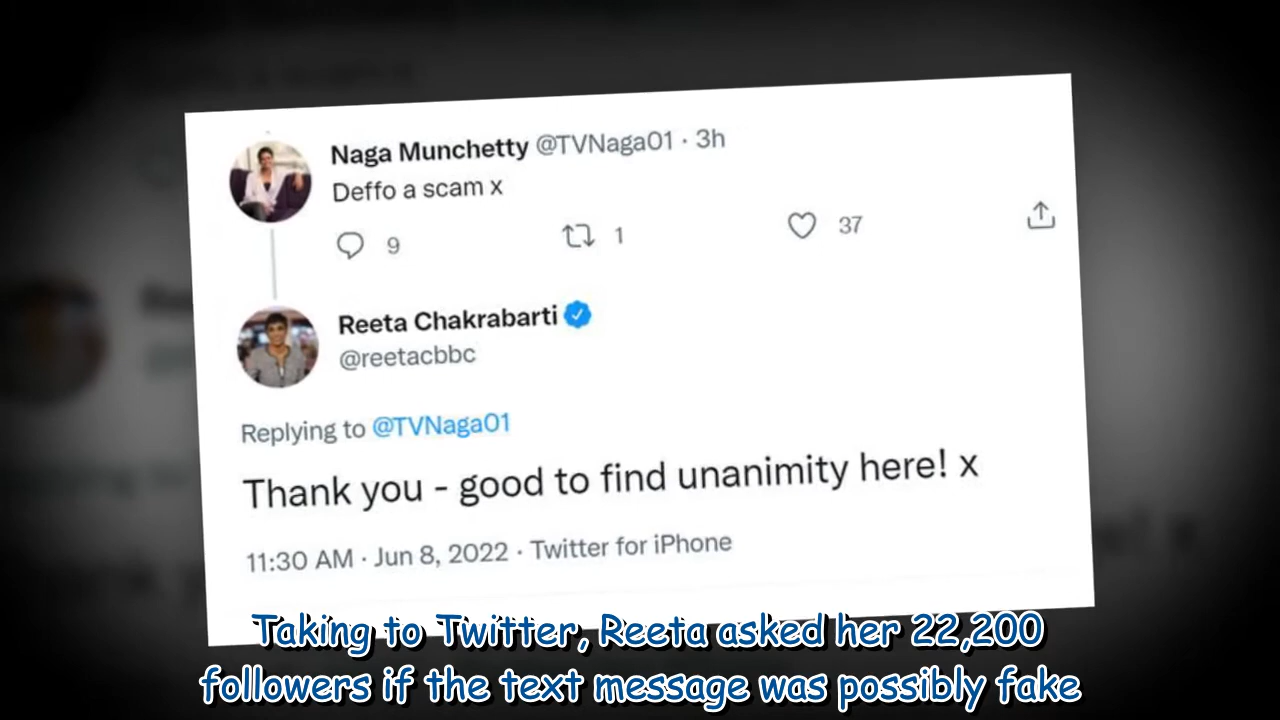 Naga Munchetty @TVNaga01 · 3h
Deffo a scam x
9 1 37
Reeta Chakrabarti
@reetacbbc
Replying to @TVNaga01
Thank you - good to find unanimity here! x
11:30 AM · Jun 8, 2022 · Twitter for iPhone
Taking to Twitter, Reeta asked her 22,200
followers if the text message was possibly fake